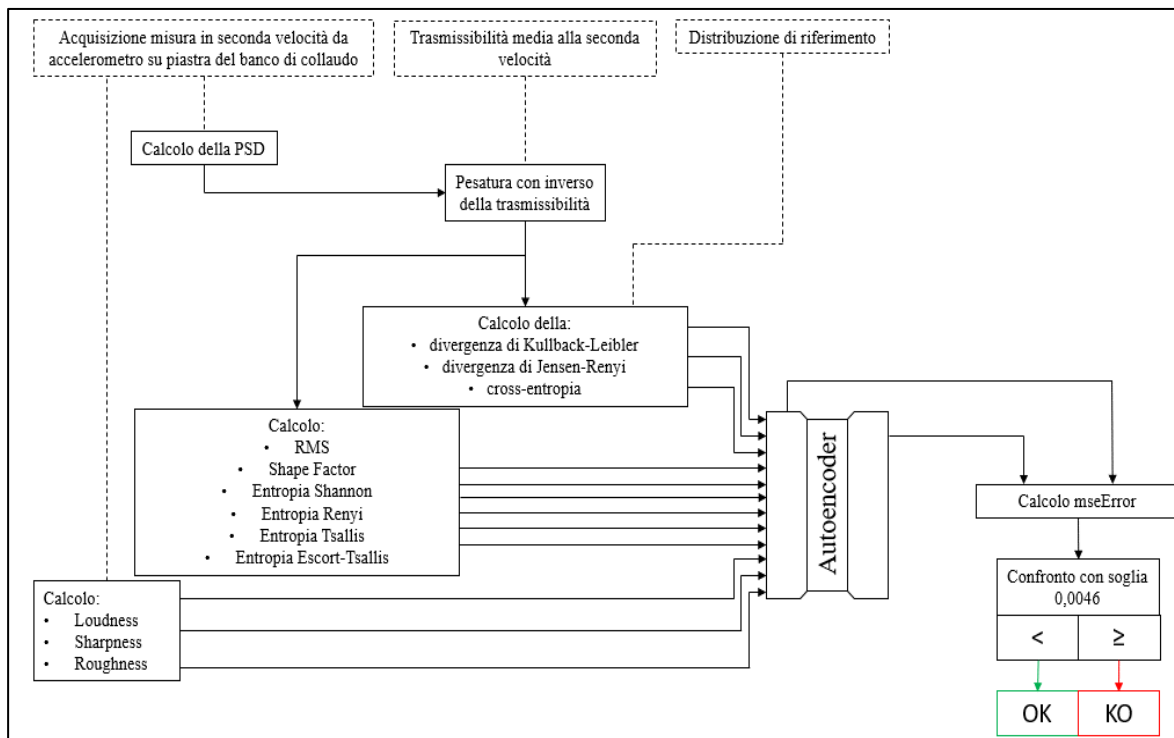 Acquisizione misura in seconda velocità da
accelerometro su piastra del banco di collaudo
Trasmissibilità media alla seconda
velocità
Distribuzione di riferimento
Calcolo della PSD
Pesatura con inverso
della trasmissibilità
Calcolo della:
• divergenza di Kullback-Leibler
• divergenza di Jensen-Renyi
• cross-entropia
Calcolo:
• RMS
• Shape Factor
• Entropia Shannon
• Entropia Renyi
• Entropia Tsallis
• Entropia Escort-Tsallis
Calcolo:
• Loudness
• Sharpness
• Roughness
Autoencoder
Calcolo mseError
Confronto con soglia
0,0046
< ≥
OK KO